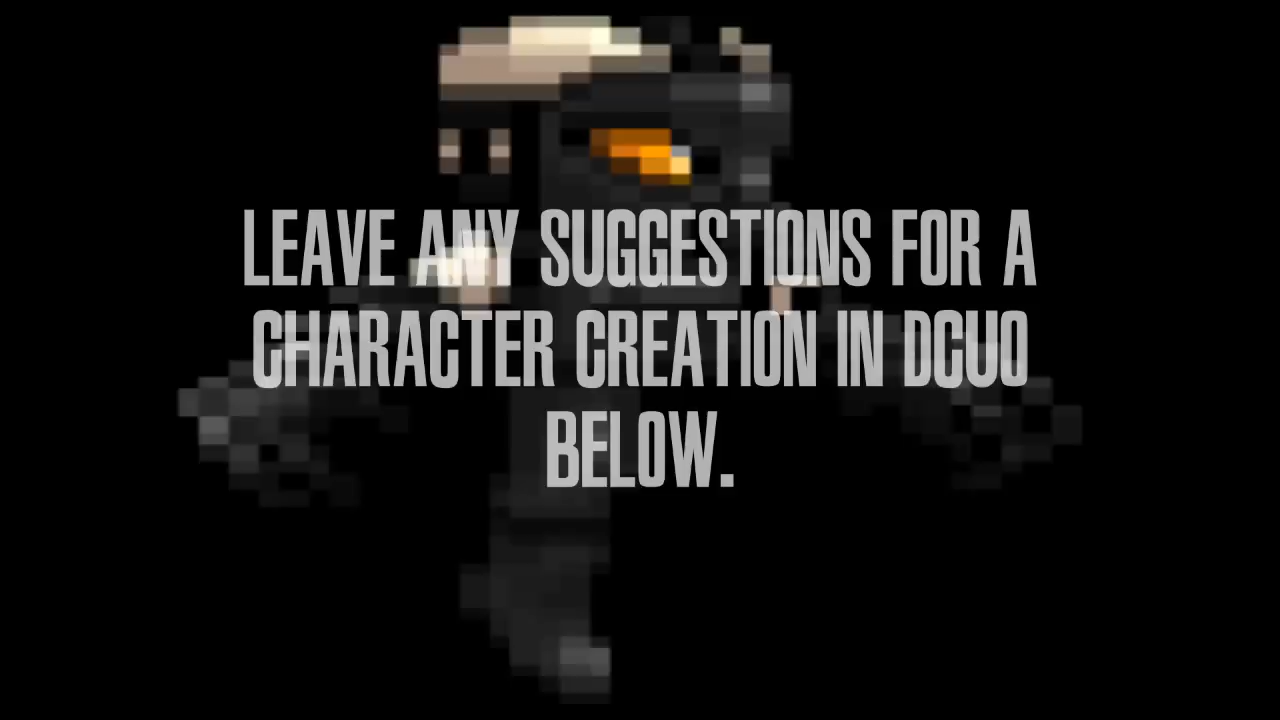 LEAVE ANY SUGGESTIONS FOR A
CHARACTER CREATION IN DCUO
BELOW.